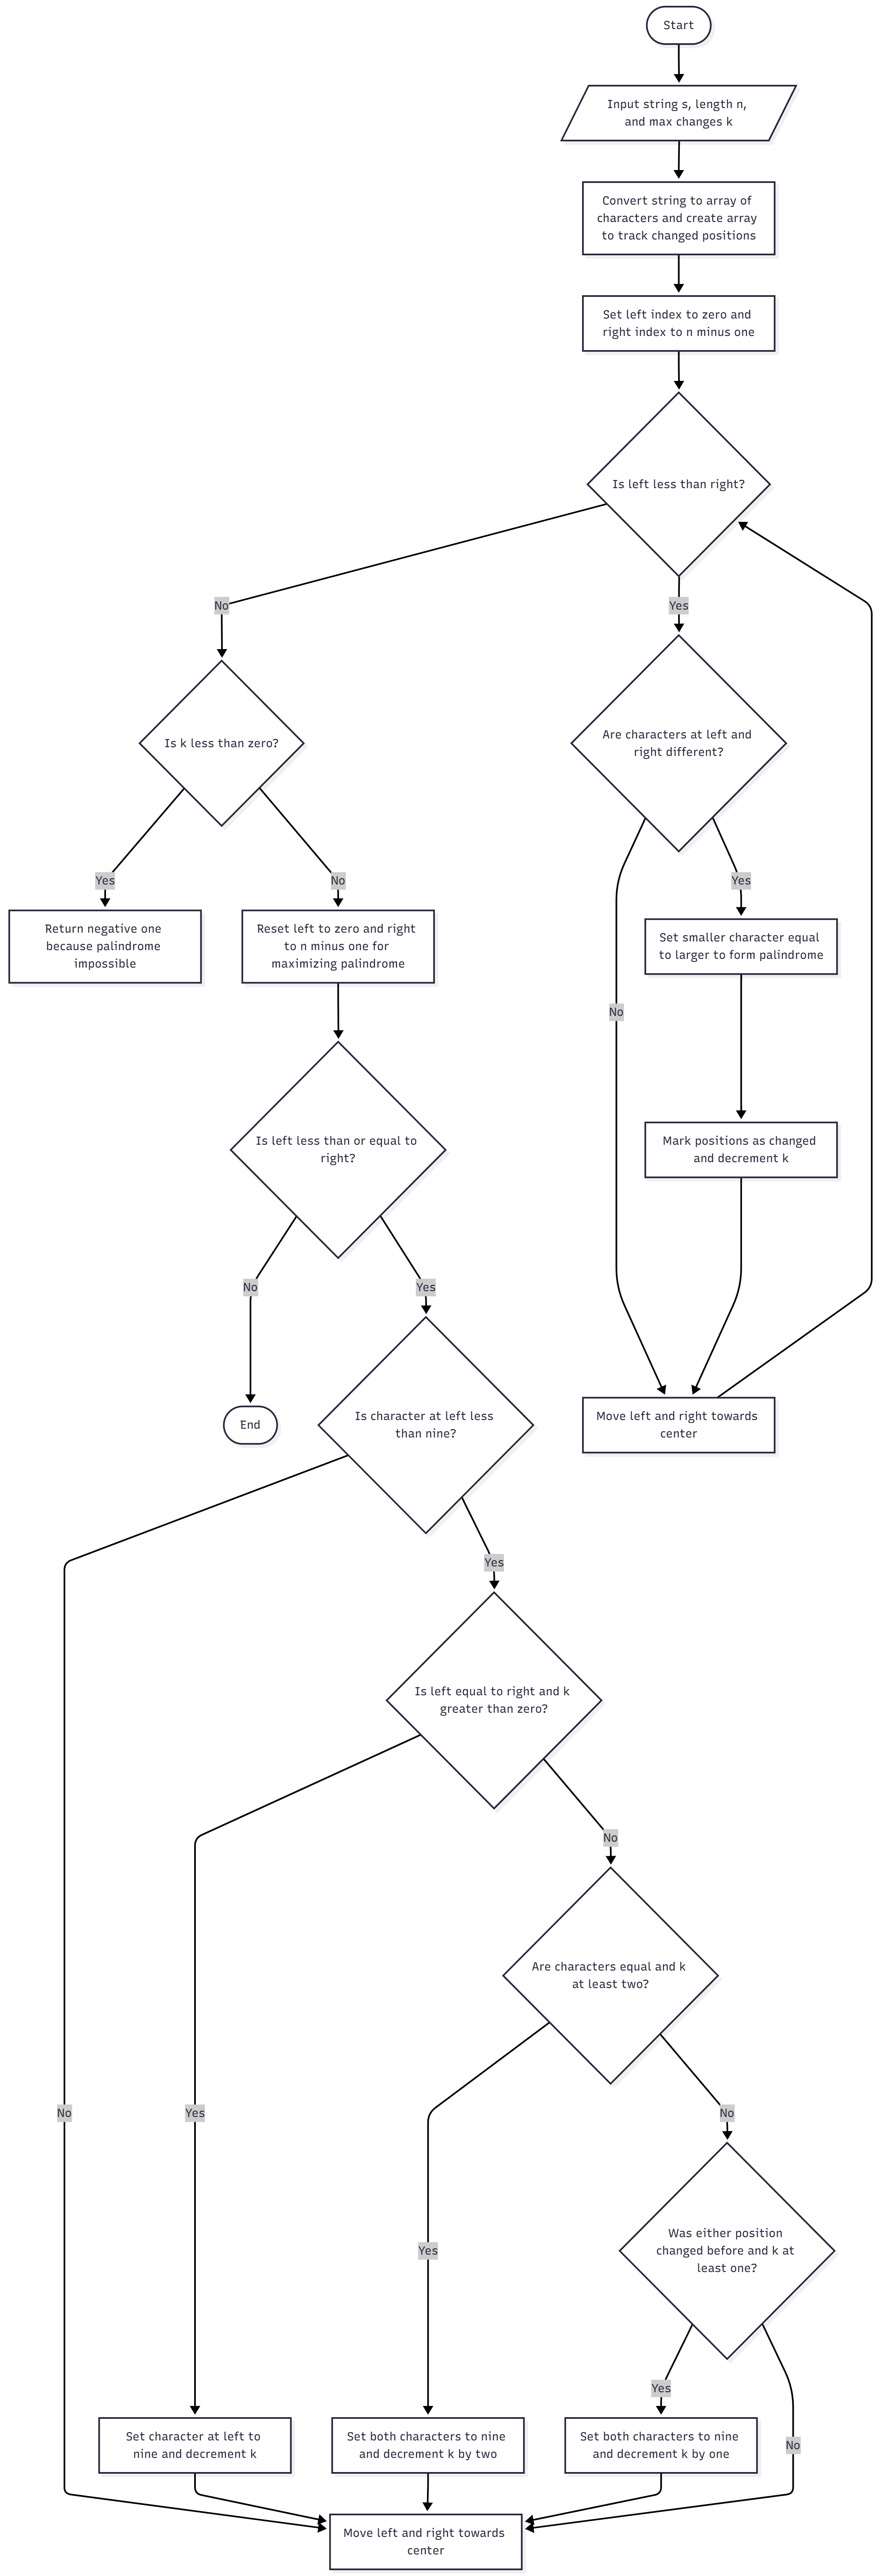 Start
Input string s, length n,
and max changes k
Convert string to array of
characters and create array
to track changed positions
Set left index to zero and
right index to n minus one
Is left less than right?
No
Yes
Is k less than zero?
Are characters at left and
right different?
Yes
No
Yes
Return negative one
because palindrome
impossible
Reset left to zero and right
to n minus one for
maximizing palindrome
Set smaller character equal
to larger to form palindrome
No
Is left less than or equal to
right?
Mark positions as changed
and decrement k
No
Yes
End
Is character at left less
than nine?
Move left and right towards
center
Yes
Is left equal to right and k
greater than zero?
No
Are characters equal and k
at least two?
No
Yes
No
Was either position
changed before and k at
least one?
Yes
Yes
No
Set character at left to
nine and decrement k
Set both characters to nine
and decrement k by two
Set both characters to nine
and decrement k by one
Move left and right towards
center